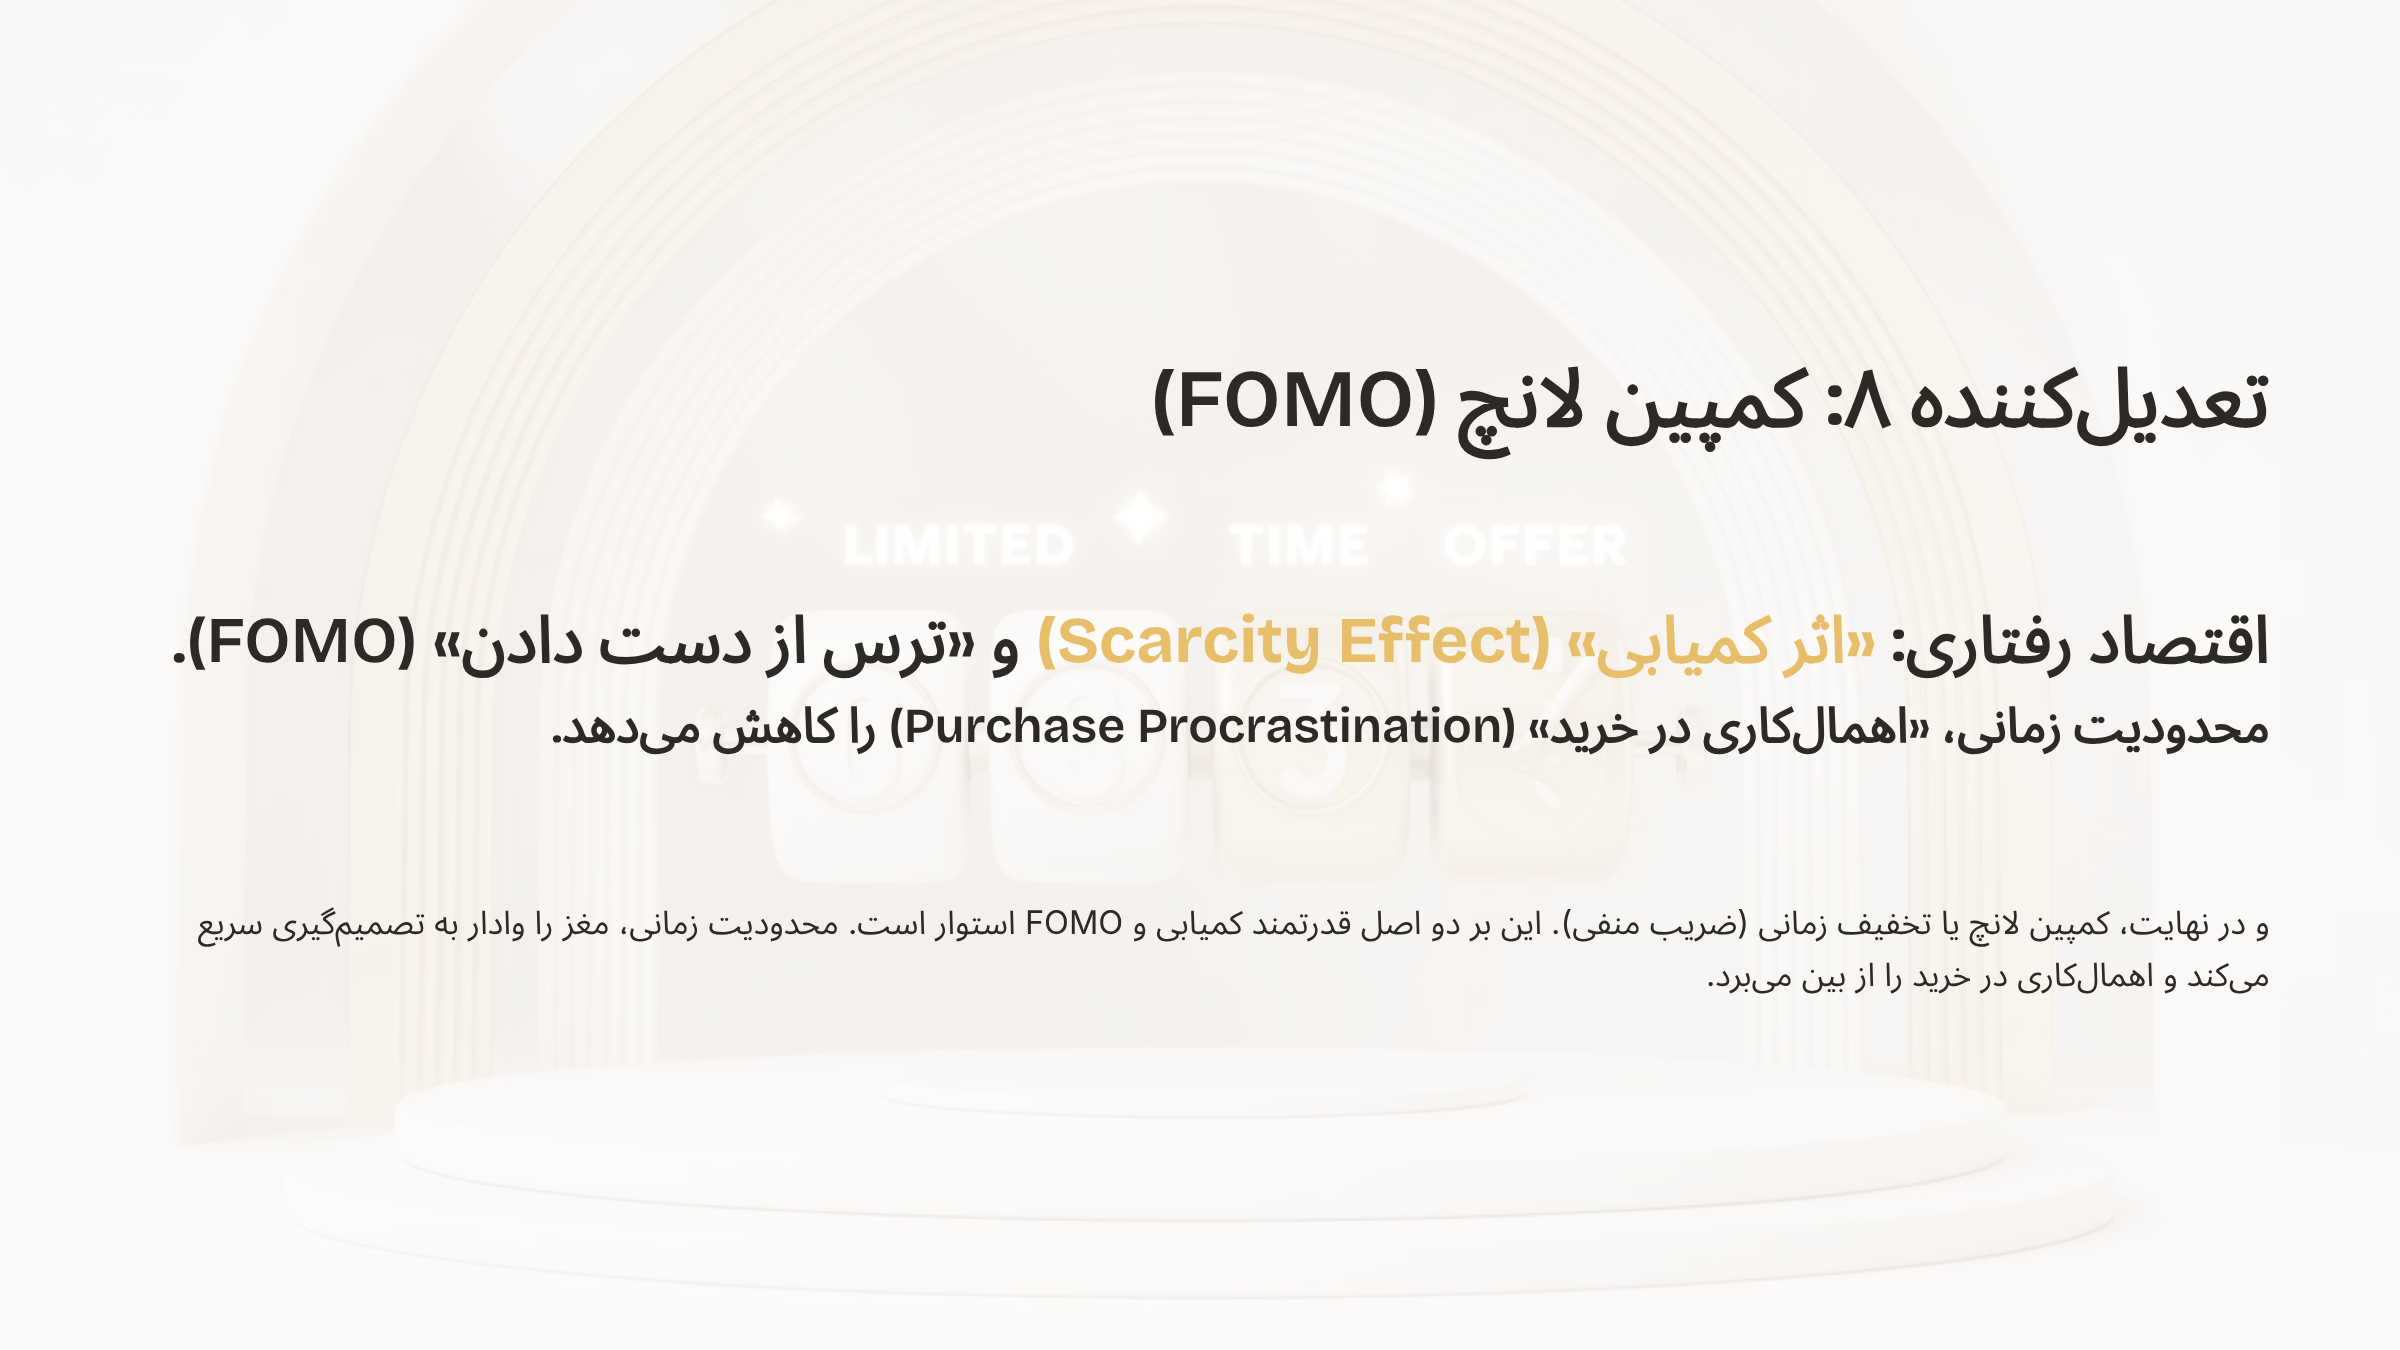 تعدیل‌کننده ۸: کمپین لانچ (FOMO)
LIMITED TIME OFFER
اقتصاد رفتاری: «اثر کمیابی» (Scarcity Effect) و «ترس از دست دادن» (FOMO).
محدودیت زمانی، «اهمال‌کاری در خرید» (Purchase Procrastination) را کاهش می‌دهد.
و در نهایت، کمپین لانچ یا تخفیف زمانی (ضریب منفی). این بر دو اصل قدرتمند کمیابی و FOMO استوار است. محدودیت زمانی، مغز را وادار به تصمیم‌گیری سریع
می‌کند و اهمال‌کاری در خرید را از بین می‌برد.